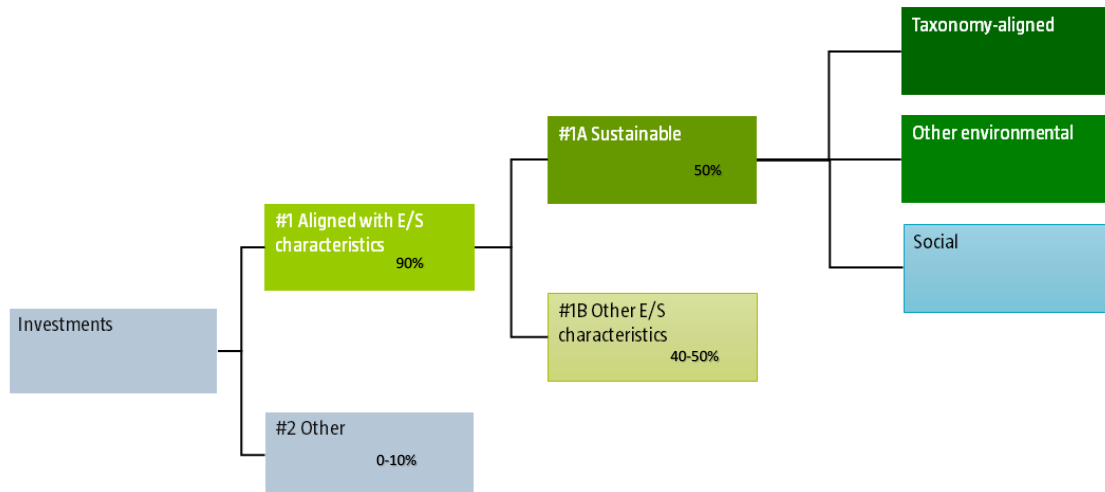 Taxonomy-aligned
#1A Sustainable
50%
Other environmental
#1 Aligned with E/S
characteristics
90%
Social
#1B Other E/S
characteristics
40-50%
Investments
#2 Other
0-10%